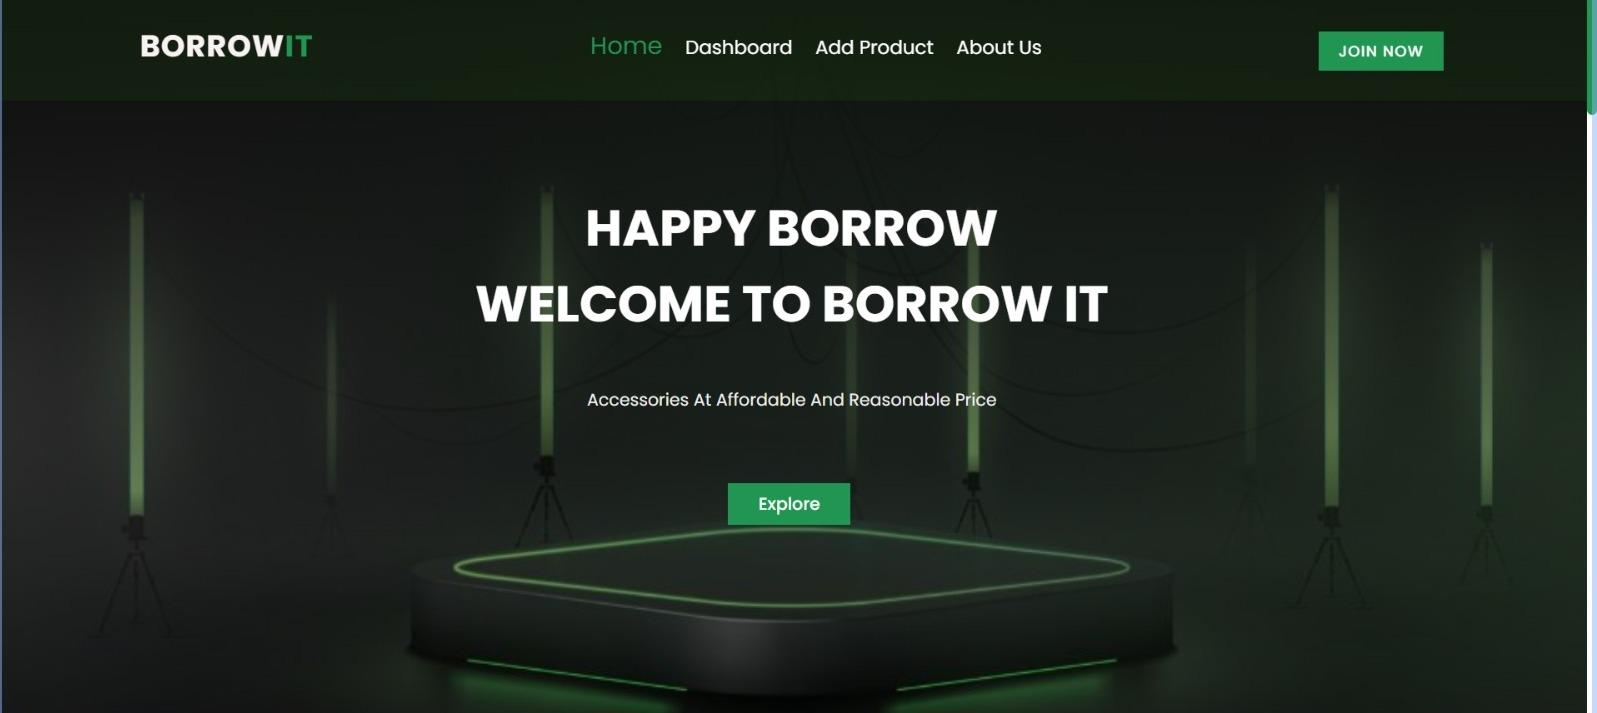 BORROWIT
Home Dashboard Add Product About Us
JOIN NOW
HAPPY BORROW
WELCOME TO BORROW IT
Accessories At Affordable And Reasonable Price
Explore